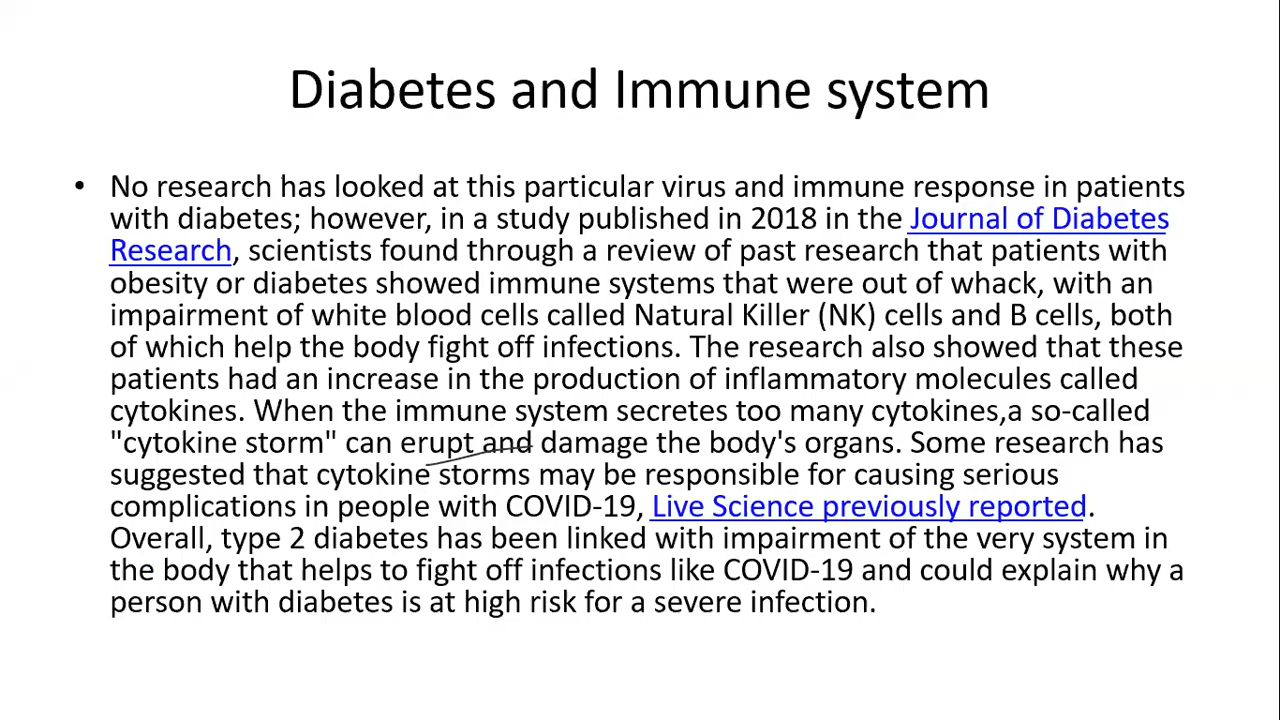 Diabetes and Immune system
• No research has looked at this particular virus and immune response in patients
with diabetes; however, in a study published in 2018 in the Journal of Diabetes
Research, scientists found through a review of past research that patients with
obesity or diabetes showed immune systems that were out of whack, with an
impairment of white blood cells called Natural Killer (NK) cells and B cells, both
of which help the body fight off infections. The research also showed that these
patients had an increase in the production of inflammatory molecules called
cytokines. When the immune system secretes too many cytokines,a so-called
"cytokine storm" can erupt and damage the body's organs. Some research has
suggested that cytokine storms may be responsible for causing serious
complications in people with COVID-19, Live Science previously reported.
Overall, type 2 diabetes has been linked with impairment of the very system in
the body that helps to fight off infections like COVID-19 and could explain why a
person with diabetes is at high risk for a severe infection.